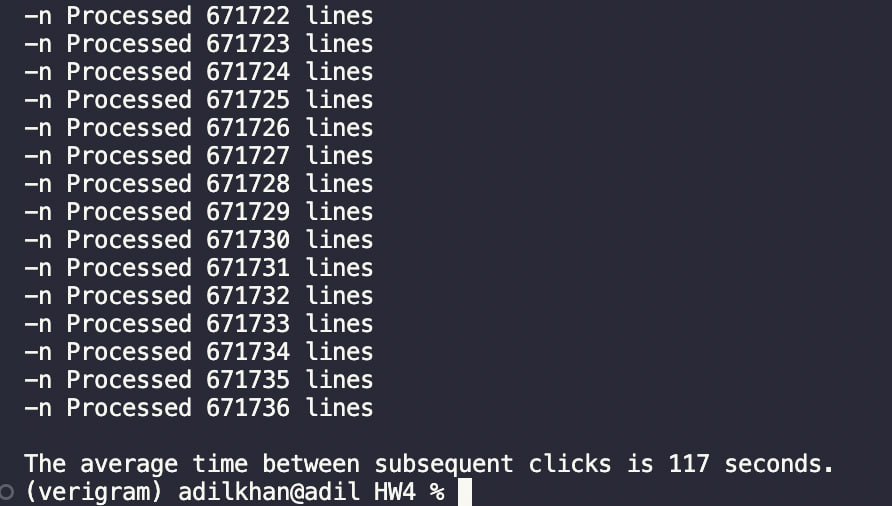 -n Processed 671722 lines
-n Processed 671723 lines
-n Processed 671724 lines
-n Processed 671725 lines
-n Processed 671726 lines
-n Processed 671727 lines
-n Processed 671728 lines
-n Processed 671729 lines
-n Processed 671730 lines
-n Processed 671731 lines
-n Processed 671732 lines
-n Processed 671733 lines
-n Processed 671734 lines
-n Processed 671735 lines
-n Processed 671736 lines
The average time between subsequent clicks is 117 seconds.
(verigram) adilkhan@adil HW4 %